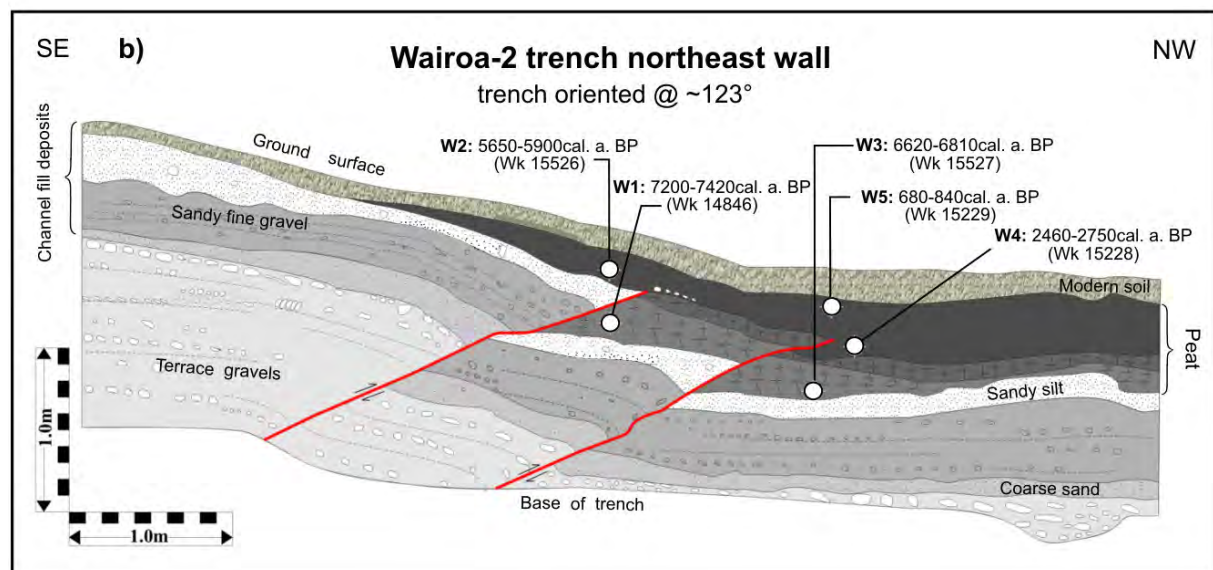 SE
b)
Wairoa-2 trench northeast wall
NW
trench oriented @ ~123°
Channel fill deposits
Ground surface
W2: 5650-5900cal. a. BP
(Wk 15526)
W1: 7200-7420cal. a. BP
(Wk 14846)
W3: 6620-6810cal. a. BP
(Wk 15527)
W5: 680-840cal. a. BP
(Wk 15229)
W4: 2460-2750cal. a. BP
(Wk 15228)
Sandy fine gravel
Modern soil
Peat
Terrace gravels
Sandy silt
1.0m
Coarse sand
Base of trench
1.0m